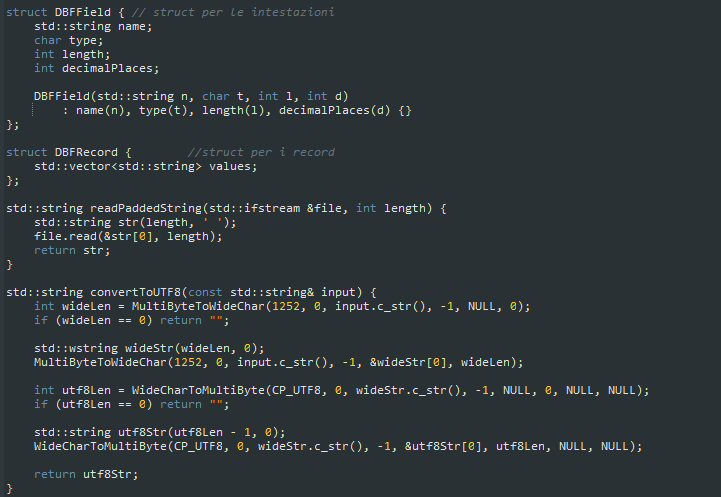 struct DBFField { // struct per le intestazioni
    std::string name;
    char type;
    int length;
    int decimalPlaces;

    DBFField(std::string n, char t, int l, int d)
        : name(n), type(t), length(l), decimalPlaces(d) {}
};

struct DBFRecord {        //struct per i record
    std::vector<std::string> values;
};

std::string readPaddedString(std::ifstream &file, int length) {
    std::string str(length, ' ');
    file.read(&str[0], length);
    return str;
}

std::string convertToUTF8(const std::string& input) {
    int wideLen = MultiByteToWideChar(1252, 0, input.c_str(), -1, NULL, 0);
    if (wideLen == 0) return "";

    std::wstring wideStr(wideLen, 0);
    MultiByteToWideChar(1252, 0, input.c_str(), -1, &wideStr[0], wideLen);

    int utf8Len = WideCharToMultiByte(CP_UTF8, 0, wideStr.c_str(), -1, NULL, 0, NULL, NULL);
    if (utf8Len == 0) return "";

    std::string utf8Str(utf8Len - 1, 0);
    WideCharToMultiByte(CP_UTF8, 0, wideStr.c_str(), -1, &utf8Str[0], utf8Len, NULL, NULL);

    return utf8Str;
}